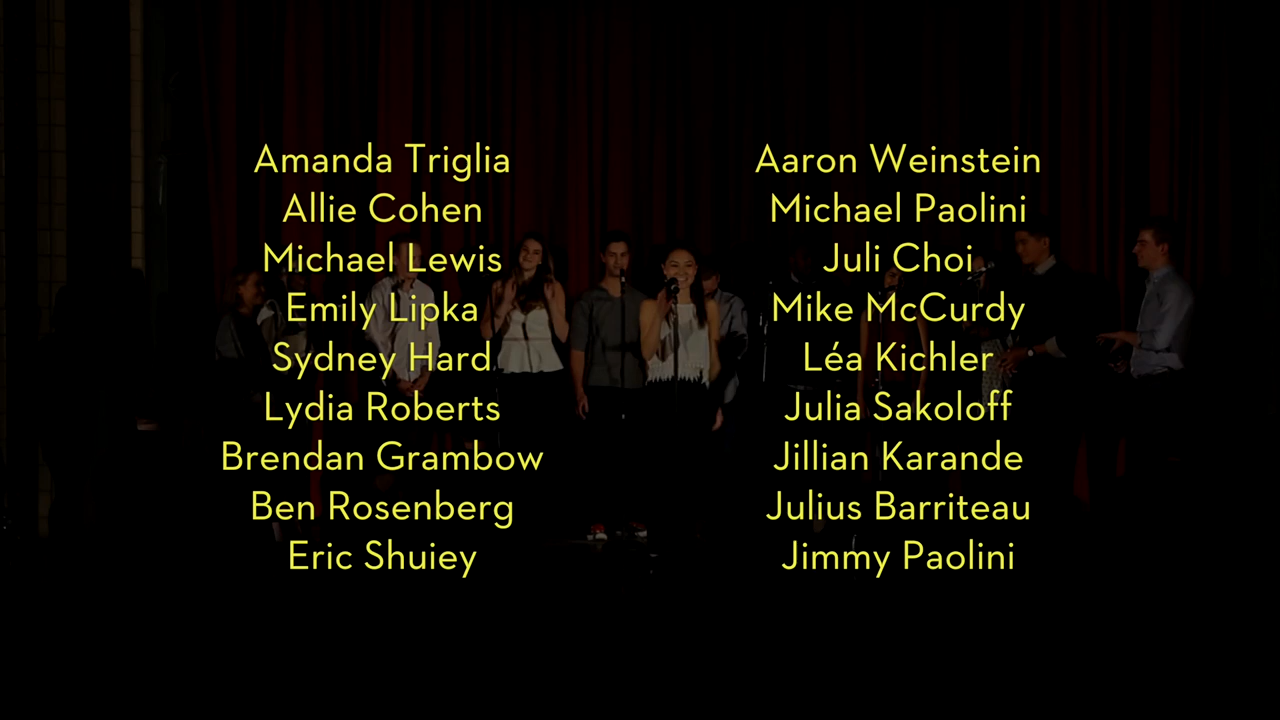 Amanda Triglia
Allie Cohen
Michael Lewis
Emily Lipka
Sydney Hard
Lydia Roberts
Brendan Grambow
Ben Rosenberg
Eric Shuiey
Aaron Weinstein
Michael Paolini
Juli Choi
Mike McCurdy
Léa Kichler
Julia Sakoloff
Jillian Karande
Julius Barriteau
Jimmy Paolini